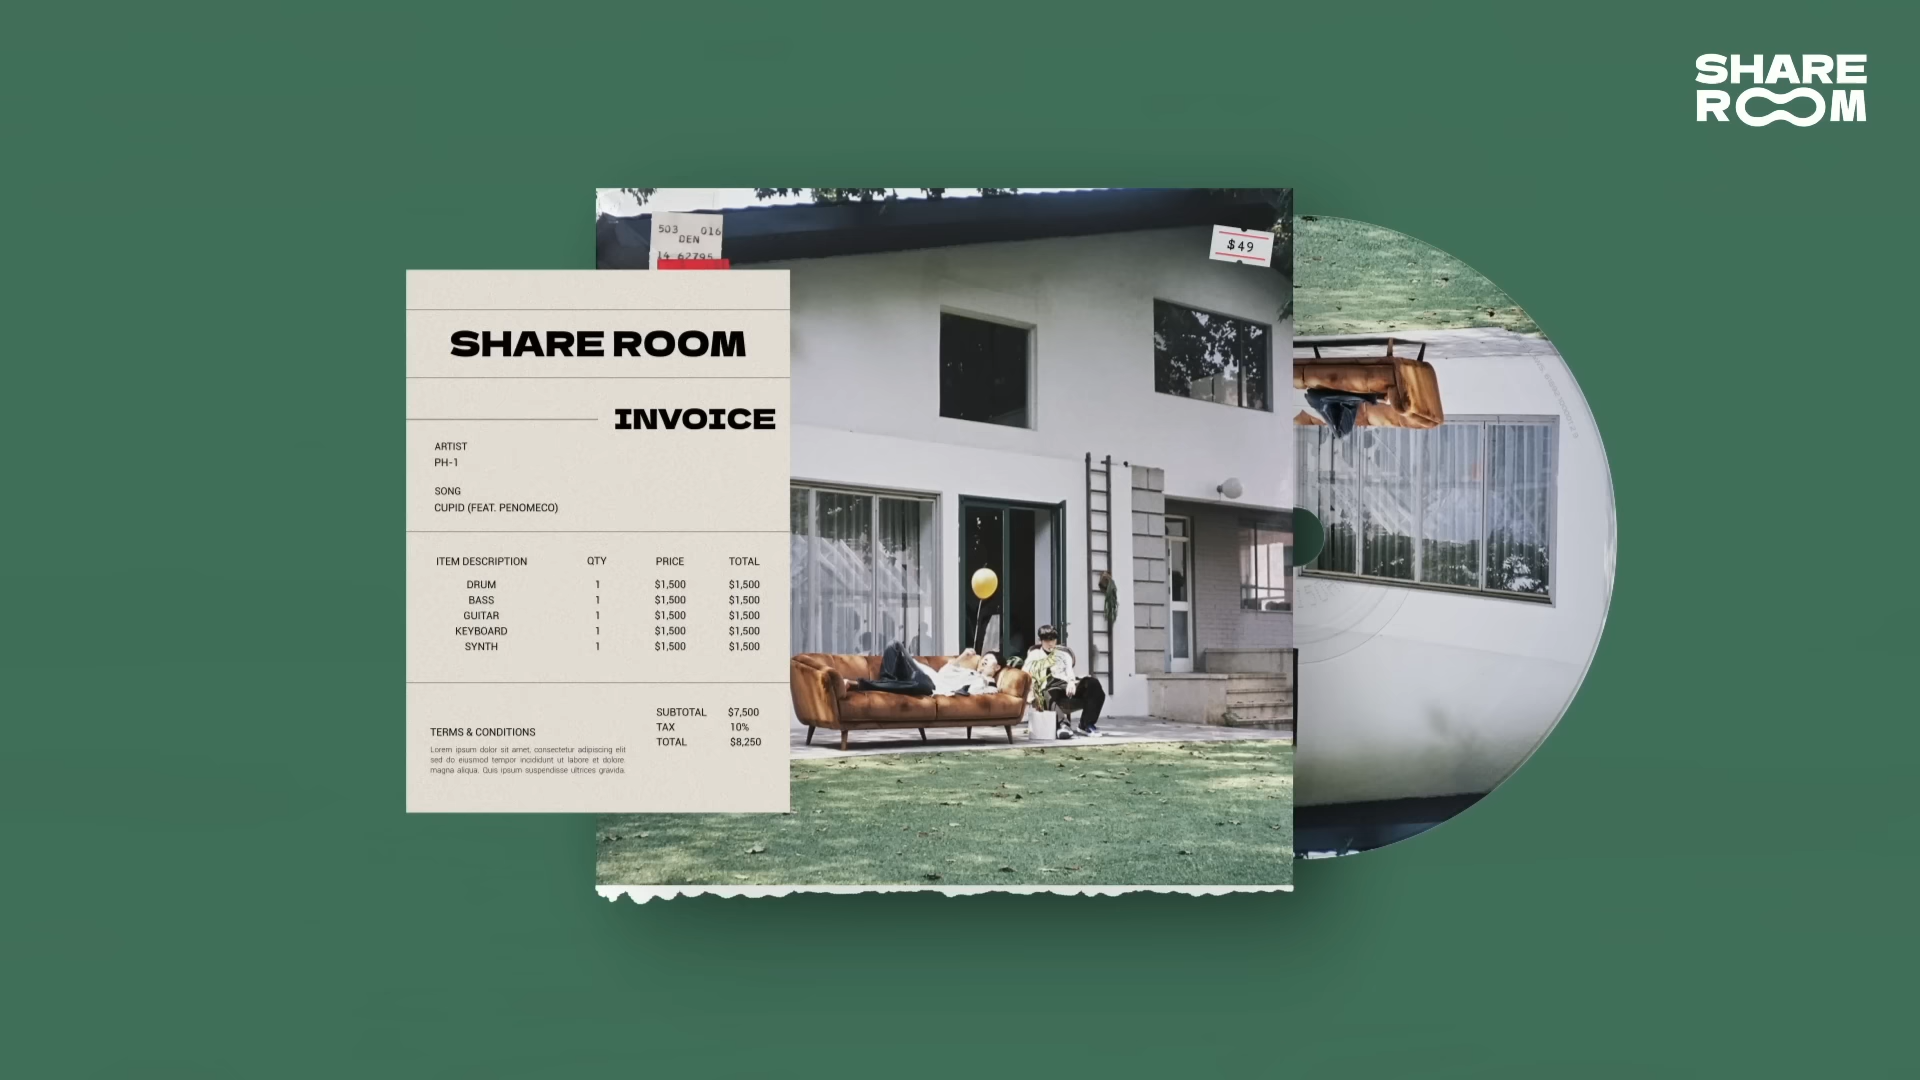 SHARE
ROOM
503 016
DEN
14 62795
$49
SHARE ROOM
INVOICE
ARTIST
PH-1
SONG
CUPID (FEAT. PENOMECO)
ITEM DESCRIPTION QTY PRICE TOTAL
DRUM 1 $1,500 $1,500
BASS 1 $1,500 $1,500
GUITAR 1 $1,500 $1,500
KEYBOARD 1 $1,500 $1,500
SYNTH 1 $1,500 $1,500
SUBTOTAL $7,500
TAX 10%
TOTAL $8,250
TERMS & CONDITIONS
Lorem ipsum dolor sit amet, consectetur adipiscing elit
sed do eiusmod tempor incididunt ut labore et dolore.
magna aliqua. Quis ipsum suspendisse ultrices gravida.